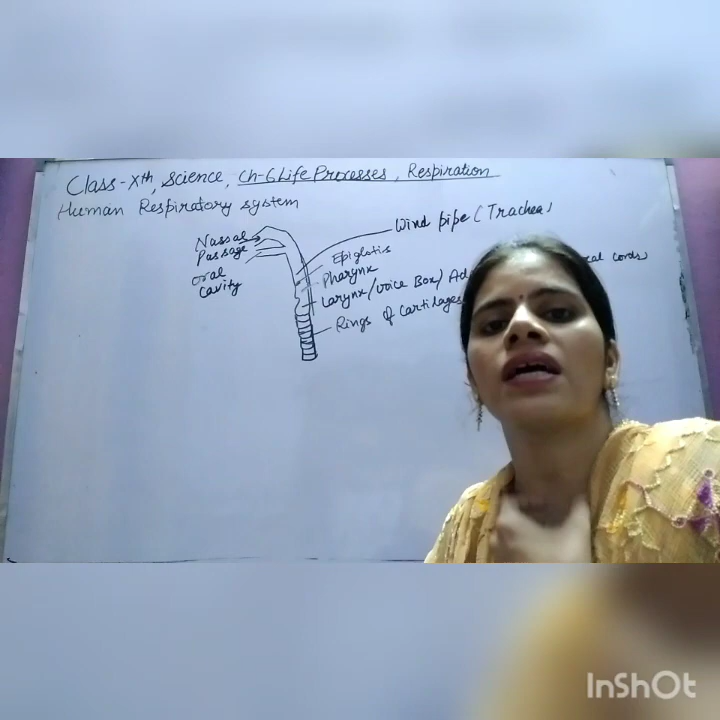 Class-Xth, Science, Ch-6 Life Processes, Respiration
Human Respiratory system
Wind pipe (Trachea)
Nassal
Passage
oral
cavity
Epiglotis
Pharynx
Larynx/(voice Box) cords)
Rings of Cartilages
InShOt